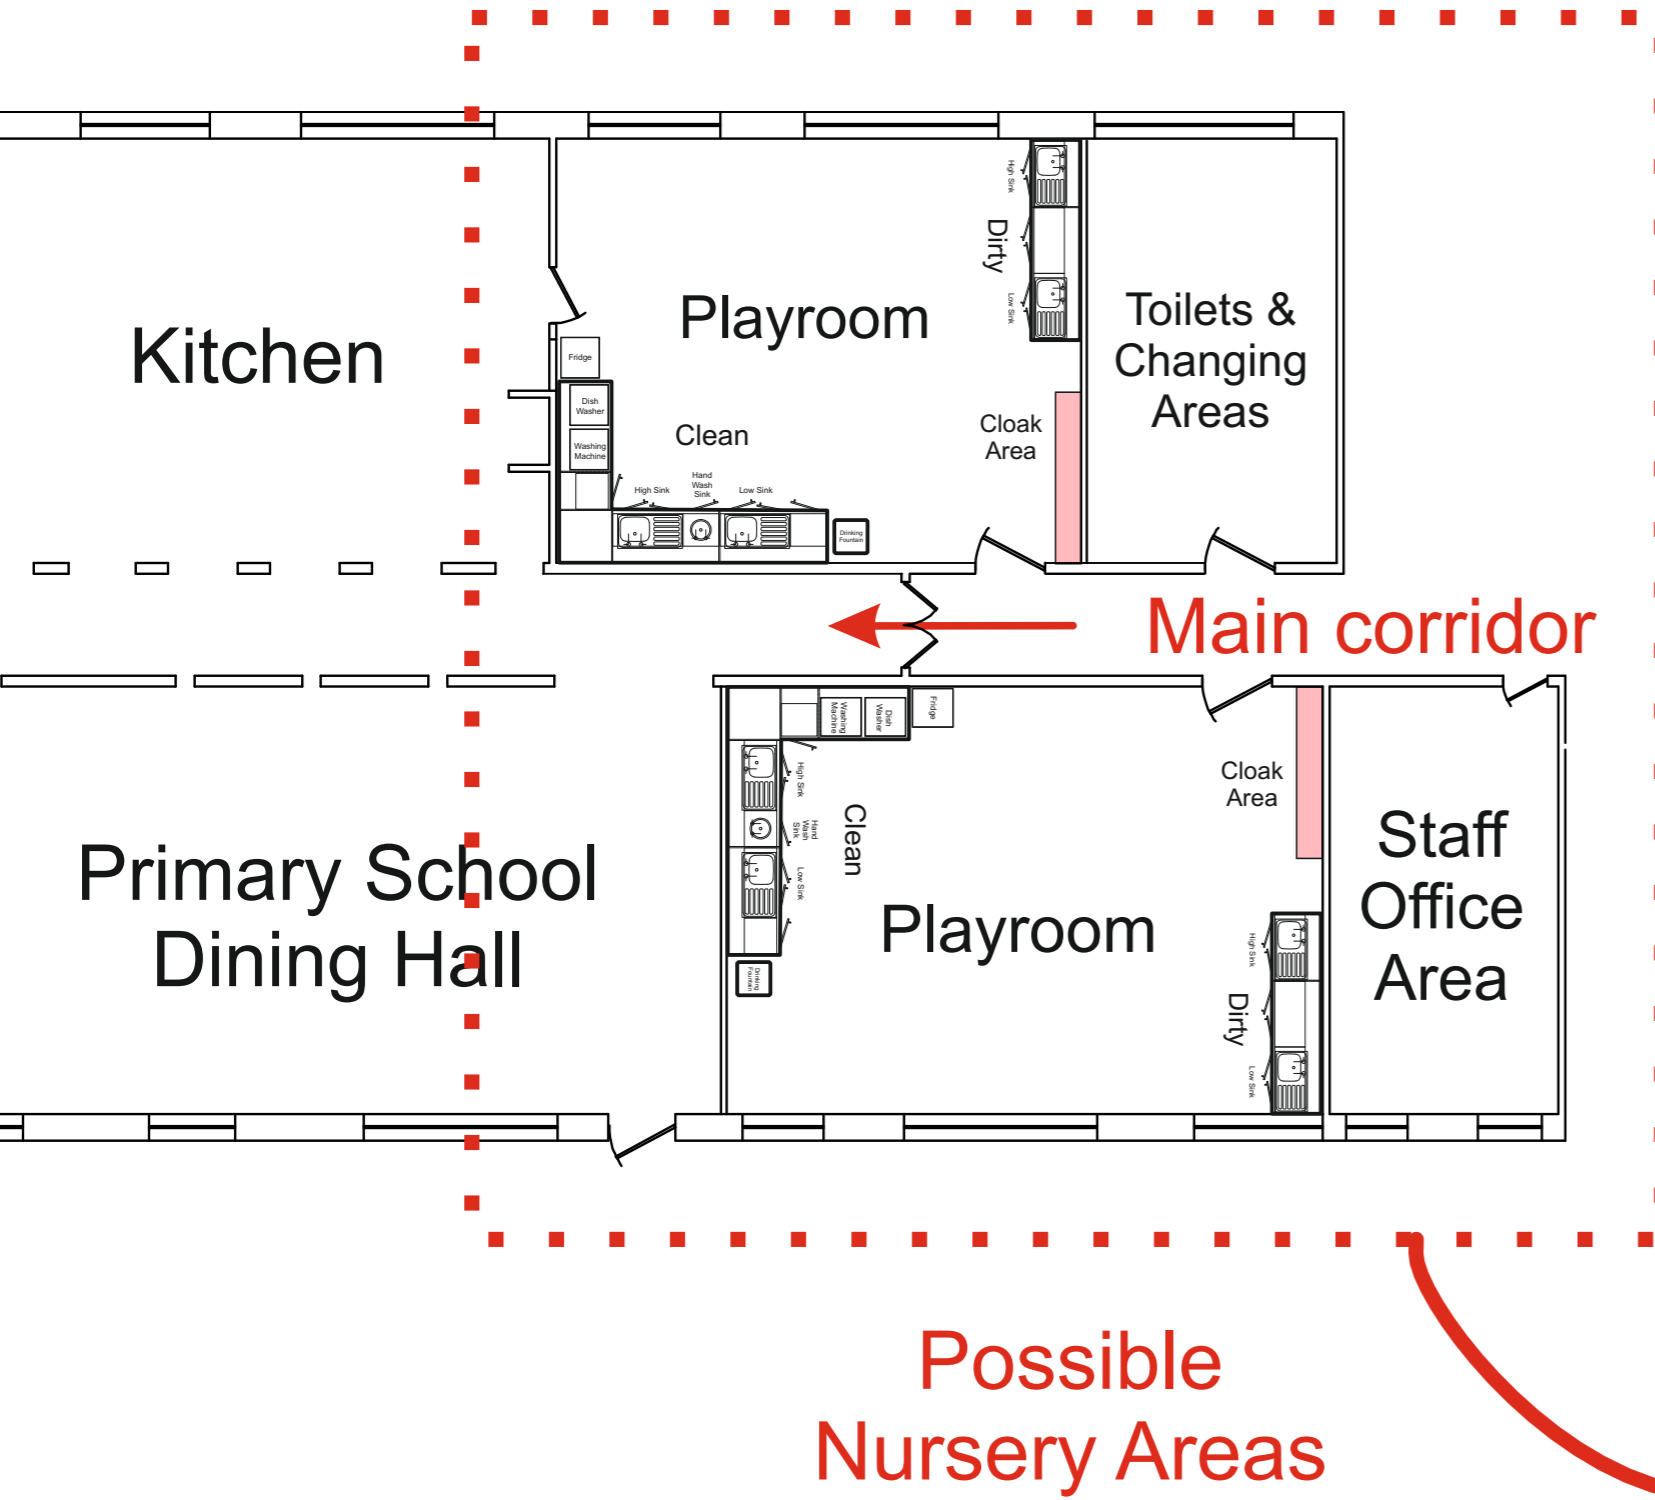 Kitchen
Playroom
High Sink
Dirty
Low Sink
Toilets &
Changing
Areas
Fridge
Dish
Washer
Washing
Machine
Clean
High Sink
Hand
Wash
Sink
Low Sink
Drinking
Fountain
Cloak
Area
Main corridor
Primary School
Dining Hall
Washing
Machine
Dish
Washer
Fridge
High Sink
Hand
Wash
Sink
Low Sink
Clean
Drinking
Fountain
Playroom
Cloak
Area
High Sink
Dirty
Low Sink
Staff
Office
Area
Possible
Nursery Areas